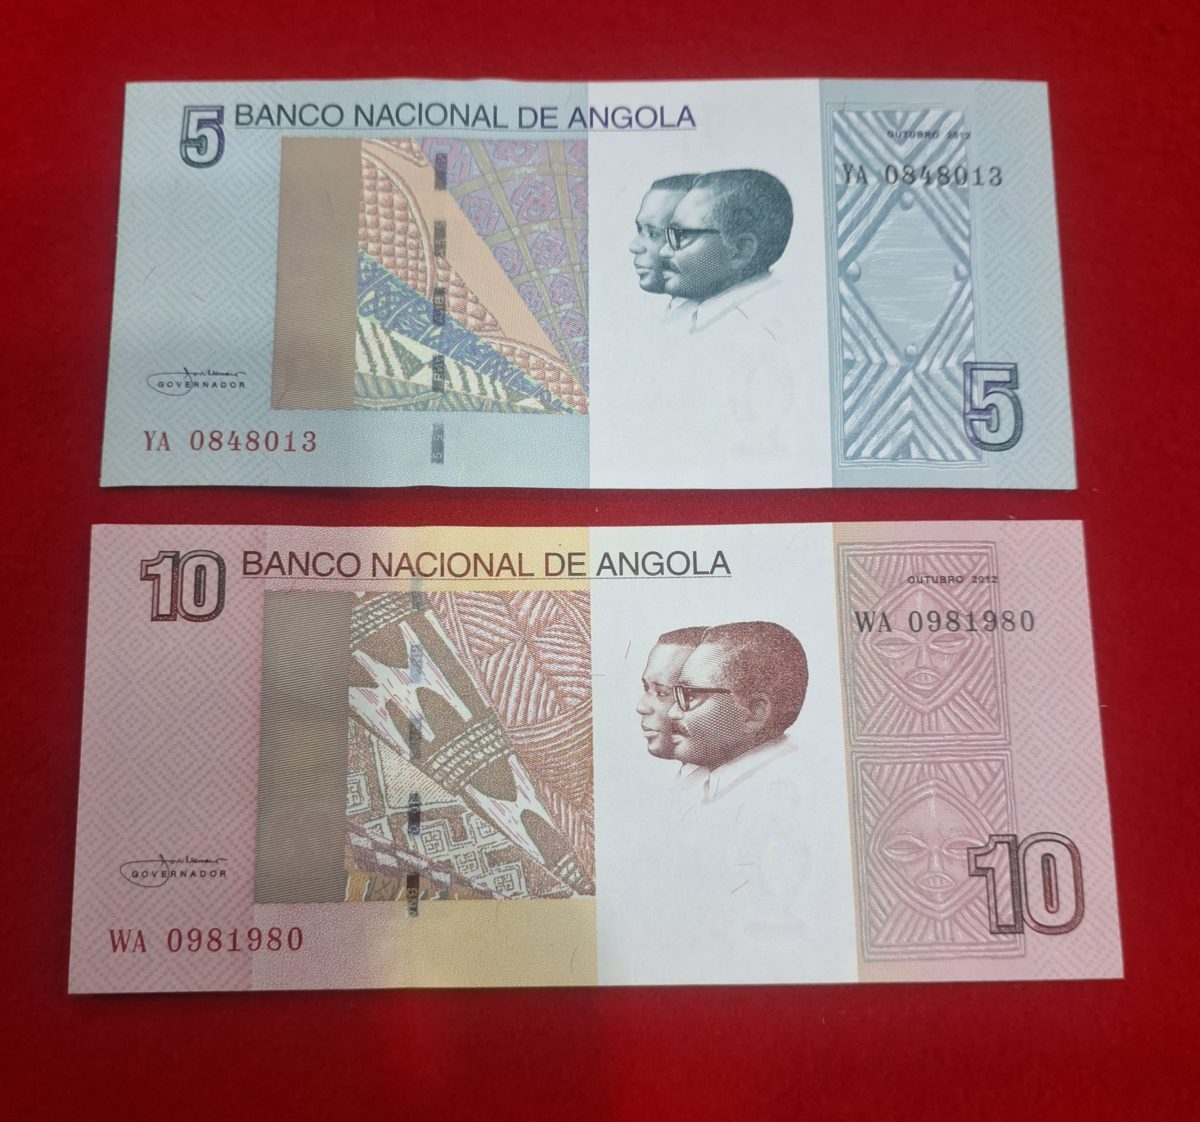 5 BANCO NACIONAL DE ANGOLA
OUTUBRO 2012
YA 0848013
GOVERNADOR
5
YA 0848013
10 BANCO NACIONAL DE ANGOLA
OUTUBRO 2012
WA 0981980
GOVERNADOR
10
WA 0981980